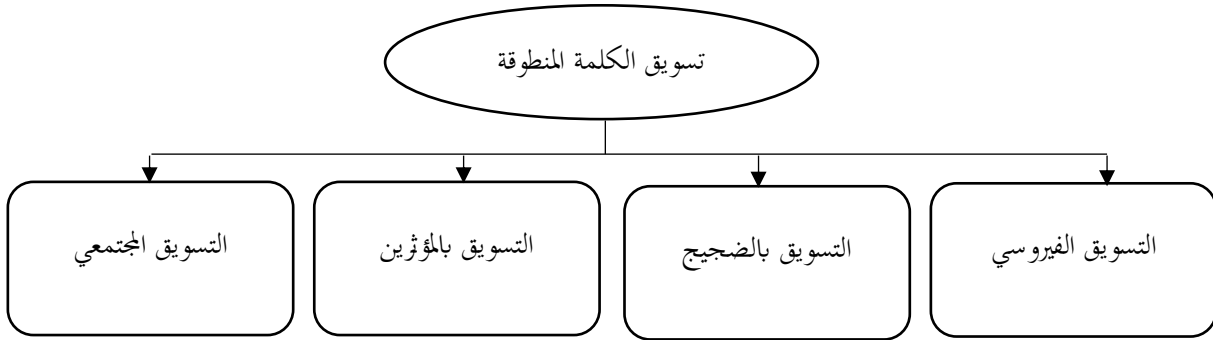 تسويق الكلمة المنطوقة
التسويق الفيروسي
التسويق بالضجيج
التسويق بالمؤثرين
التسويق المجتمعي